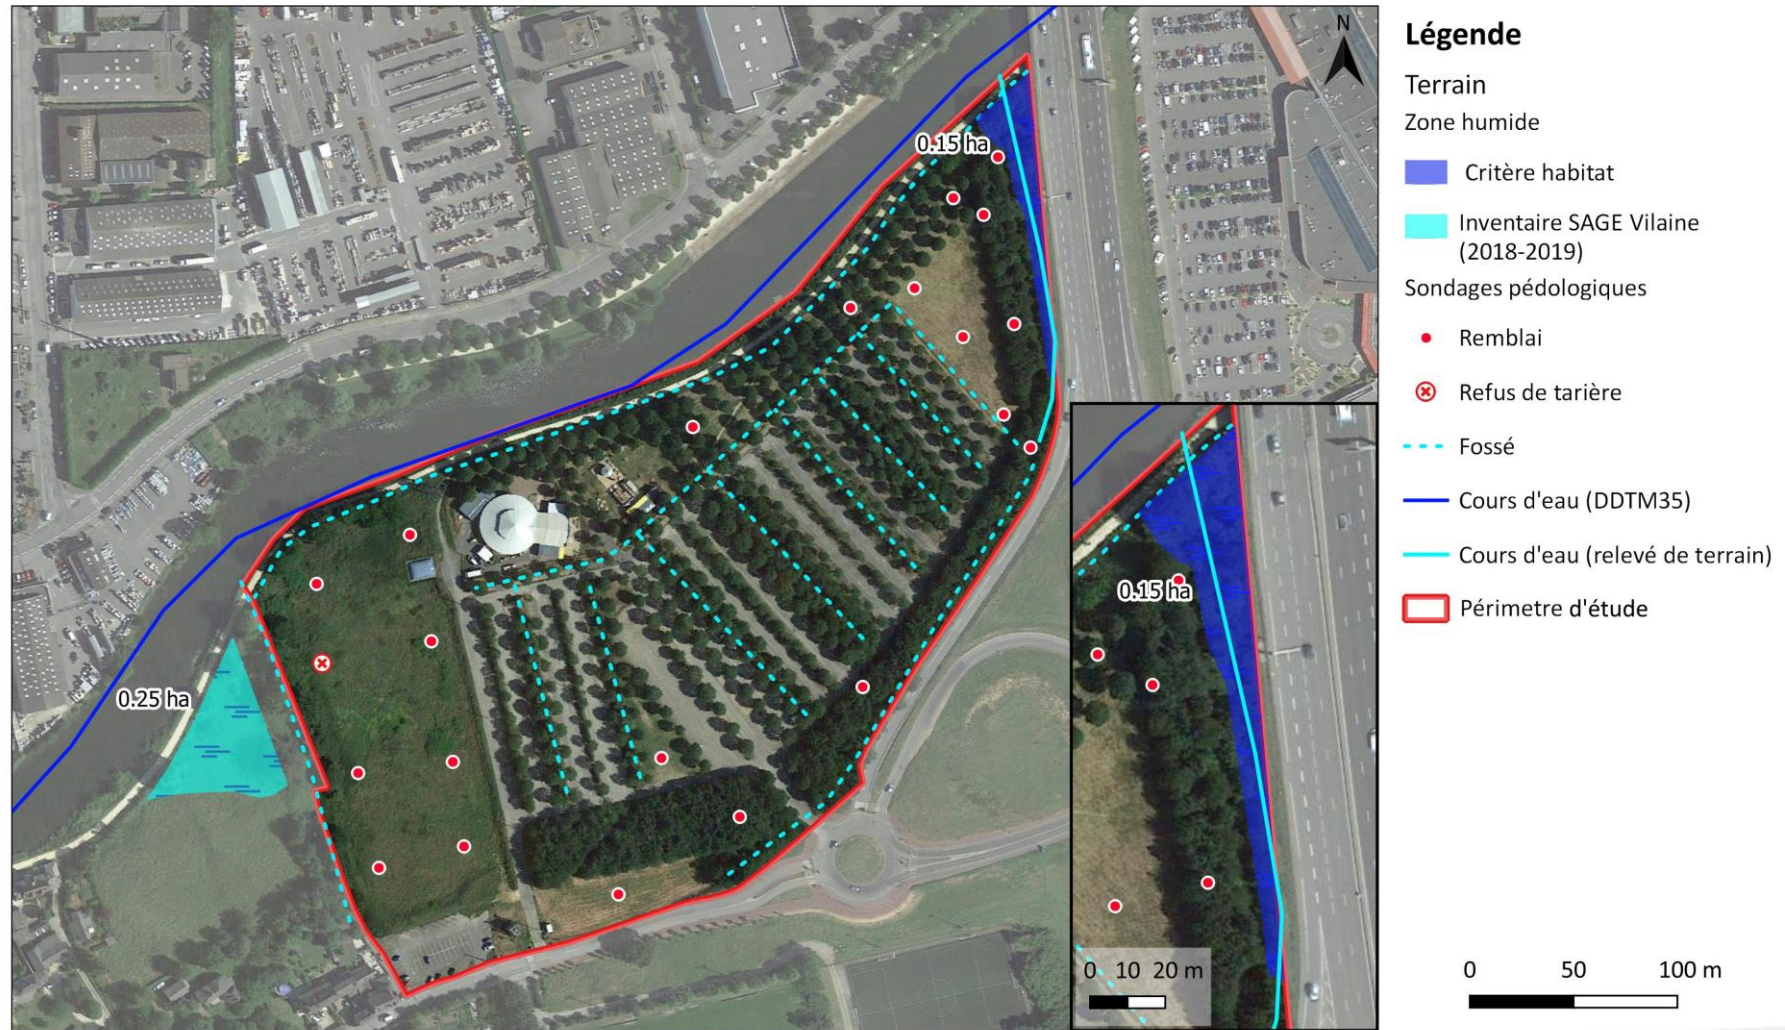 N
0.15 ha
0.25 ha
0.15 ha
0 10 20 m
Légende
Terrain
Zone humide
Critère habitat
Inventaire SAGE Vilaine
(2018-2019)
Sondages pédologiques
Remblai
Refus de tarière
Fossé
Cours d'eau (DDTM35)
Cours d'eau (relevé de terrain)
Périmetre d'étude
0 50 100 m